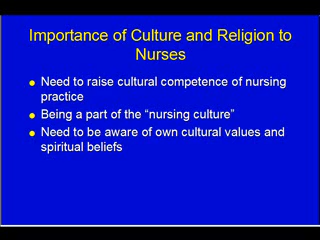 Importance of Culture and Religion to
Nurses
Need to raise cultural competence of nursing
practice
Being a part of the “nursing culture”
Need to be aware of own cultural values and
spiritual beliefs